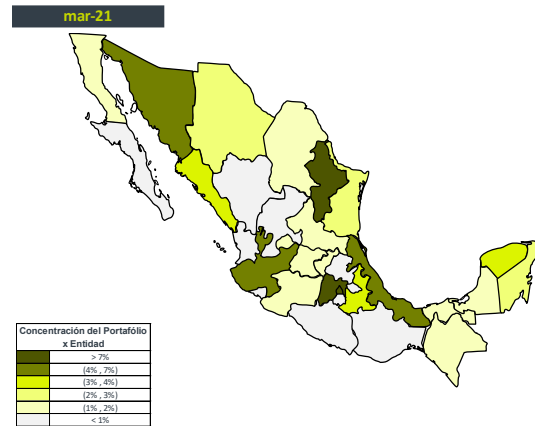 mar-21
Concentración del Portafólio
x Entidad
> 7%
(4% , 7%)
(3% , 4%)
(2% , 3%)
(1% , 2%)
< 1%